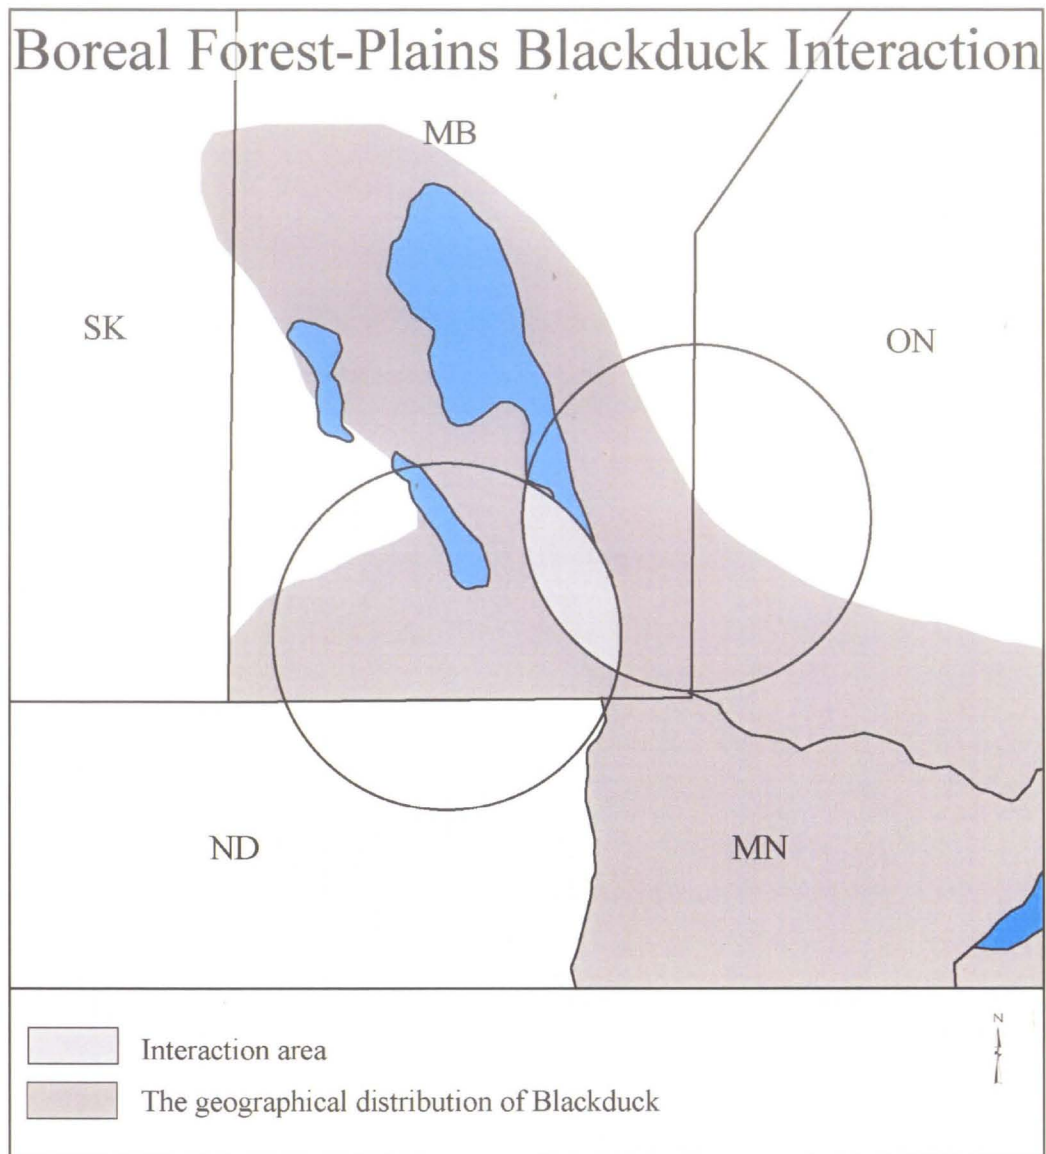 Boreal Forest-Plains Blackduck Interaction
MB
SK
ON
ND
MN
N
Interaction area
The geographical distribution of Blackduck